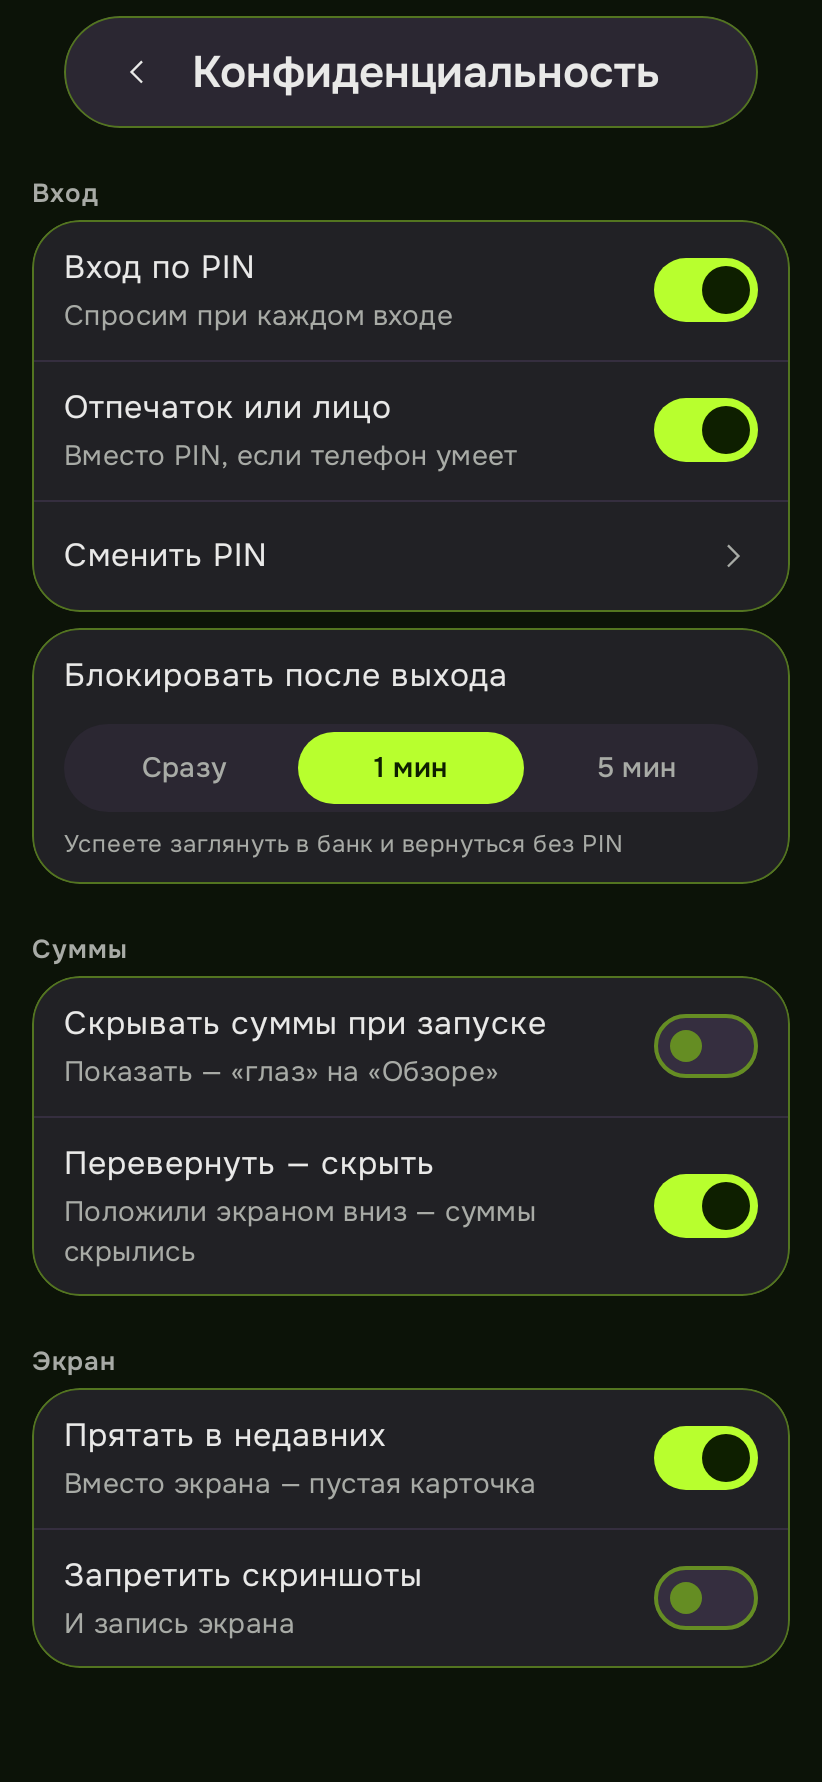 Конфиденциальность
Вход
Вход по PIN
Спросим при каждом входе
Отпечаток или лицо
Вместо PIN, если телефон умеет
Сменить PIN
Блокировать после выхода
Сразу
1 мин
5 мин
Успеете заглянуть в банк и вернуться без PIN
Суммы
Скрывать суммы при запуске
Показать — «глаз» на «Обзоре»
Перевернуть — скрыть
Положили экраном вниз — суммы
скрылись
Экран
Прятать в недавних
Вместо экрана — пустая карточка
Запретить скриншоты
И запись экрана